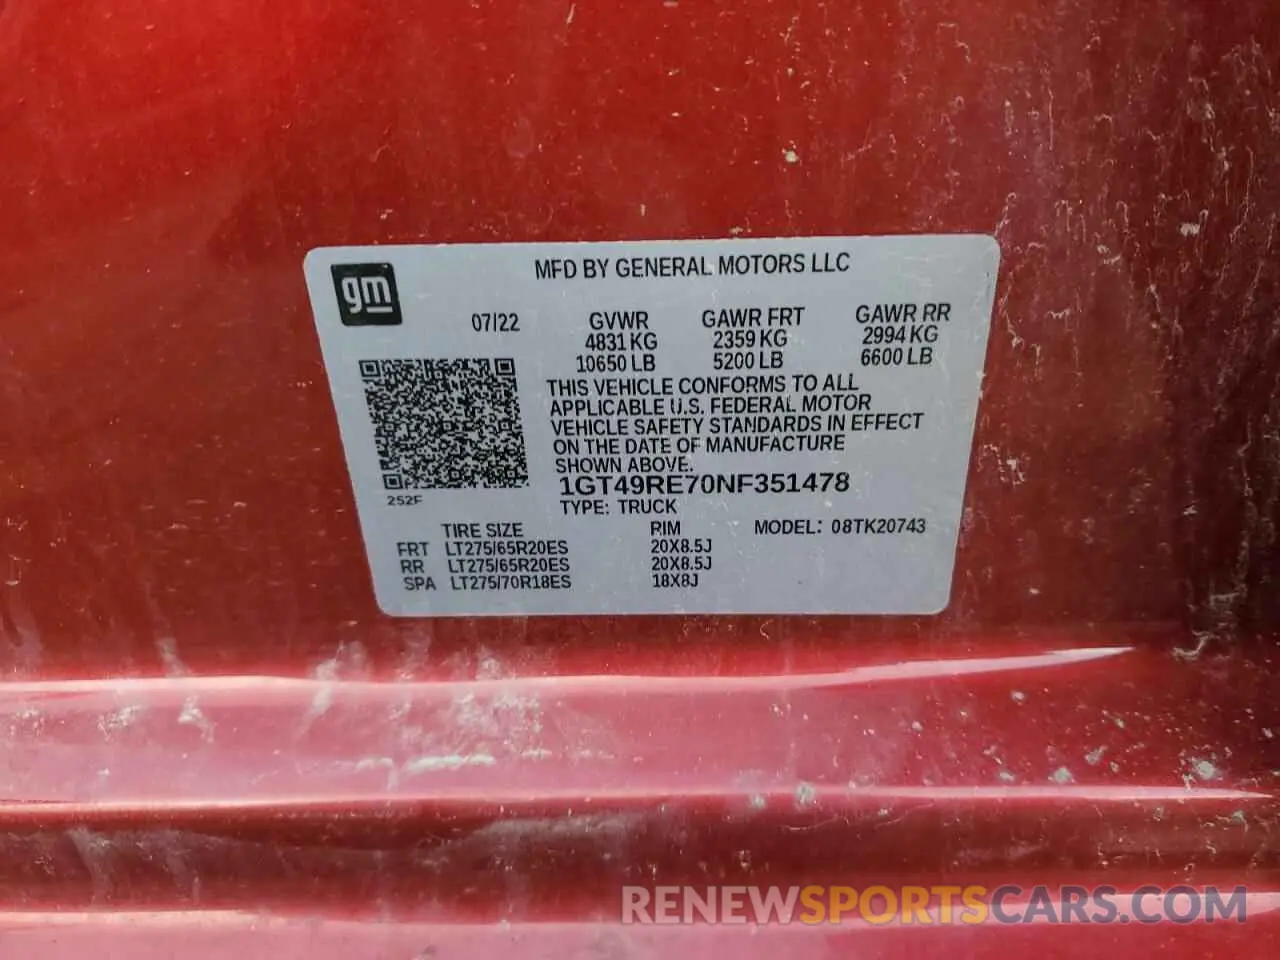 MFD BY GENERAL MOTORS LLC
gm
07/22
GVWR GAWR FRT GAWR RR
4831 KG 2359 KG 2994 KG
10650 LB 5200 LB 6600 LB
THIS VEHICLE CONFORMS TO ALL
APPLICABLE U.S. FEDERAL MOTOR
VEHICLE SAFETY STANDARDS IN EFFECT
ON THE DATE OF MANUFACTURE
SHOWN ABOVE.
1GT49RE70NF351478
252F
TYPE: TRUCK
TIRE SIZE RIM MODEL: 08TK20743
FRT LT275/65R20ES 20X8.5J
RR LT275/65R20ES 20X8.5J
SPA LT275/70R18ES 18X8J
RENEWSPORTSCARS.COM